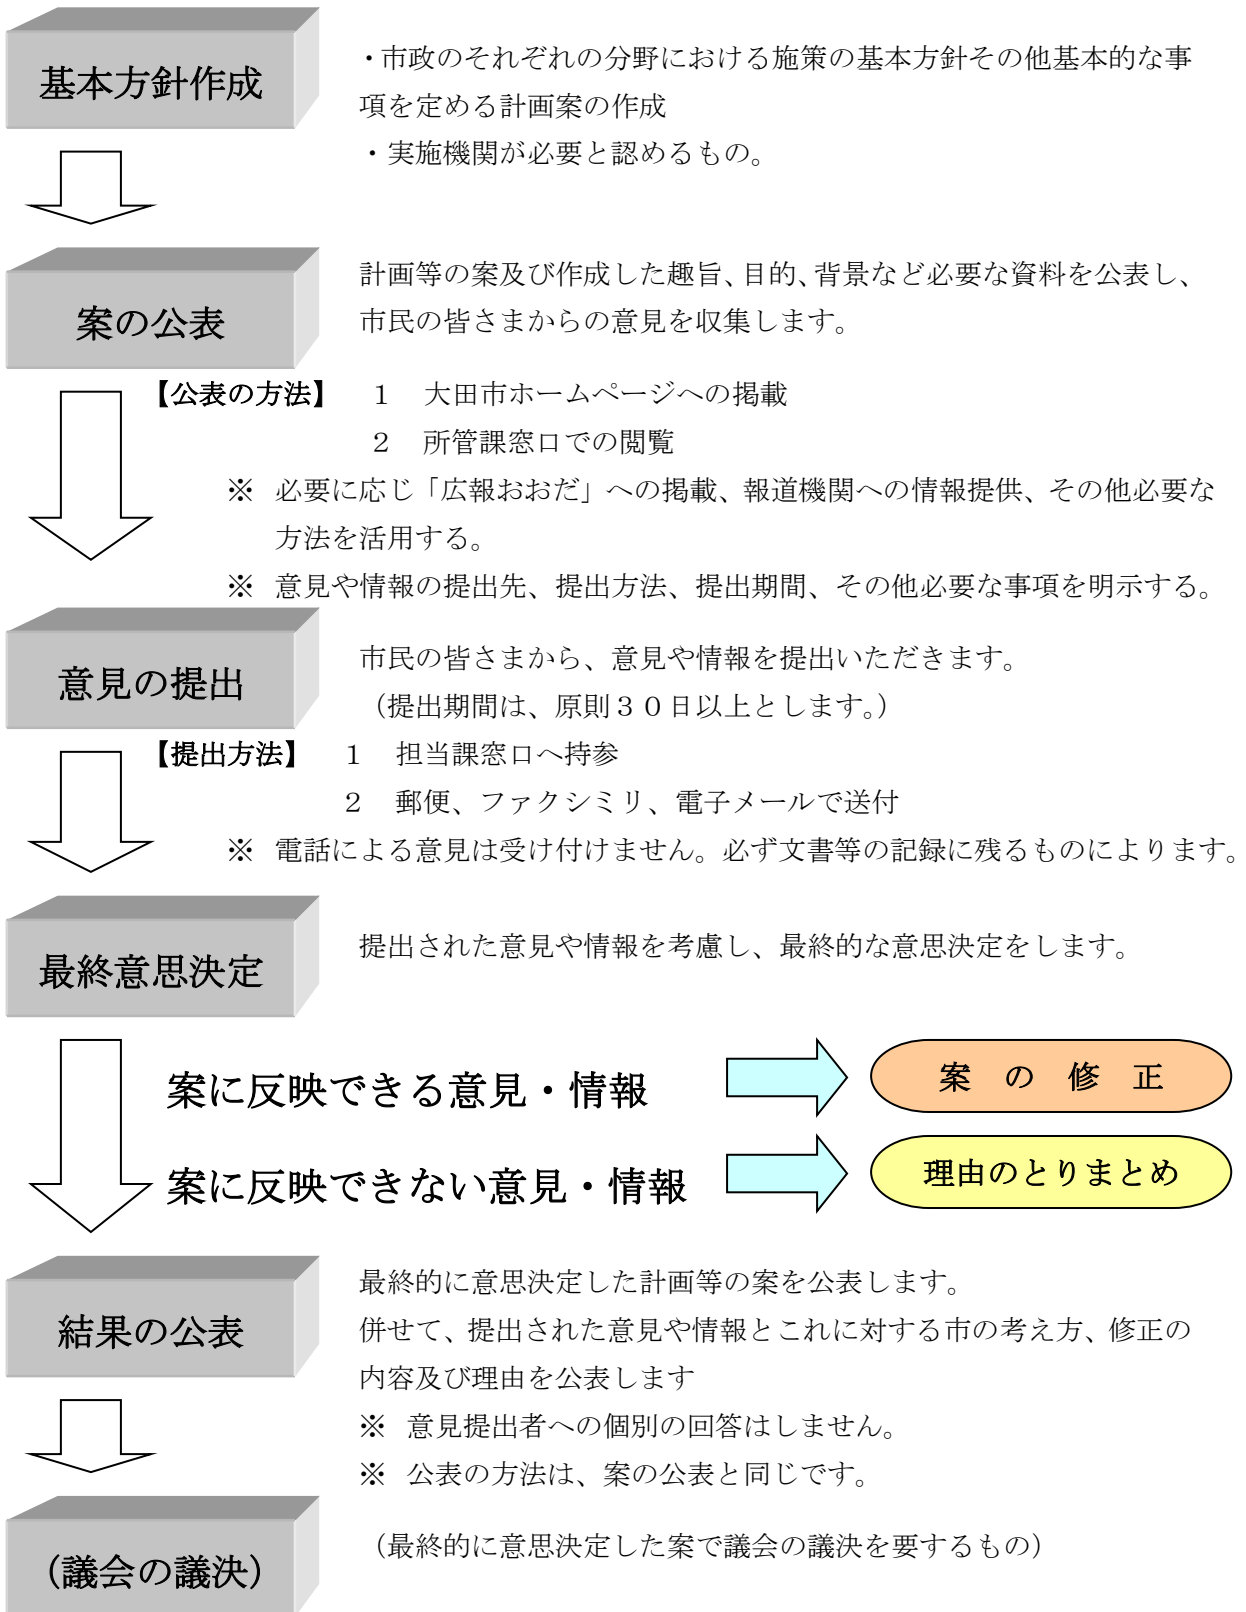 基本方針作成
・市政のそれぞれの分野における施策の基本方針その他基本的な事
項を定める計画案の作成
・実施機関が必要と認めるもの。
案の公表
計画等の案及び作成した趣旨、目的、背景など必要な資料を公表し、
市民の皆さまからの意見を収集します。
【公表の方法】　１　大田市ホームページへの掲載
２　所管課窓口での閲覧
※　必要に応じ「広報おおだ」への掲載、報道機関への情報提供、その他必要な
方法を活用する。
※　意見や情報の提出先、提出方法、提出期間、その他必要な事項を明示する。
意見の提出
市民の皆さまから、意見や情報を提出いただきます。
（提出期間は、原則３０日以上とします。）
【提出方法】　１　担当課窓口へ持参
２　郵便、ファクシミリ、電子メールで送付
※　電話による意見は受け付けません。必ず文書等の記録に残るものによります。
最終意思決定
提出された意見や情報を考慮し、最終的な意思決定をします。
案に反映できる意見・情報
案　の　修　正
案に反映できない意見・情報
理由のとりまとめ
結果の公表
最終的に意思決定した計画等の案を公表します。
併せて、提出された意見や情報とこれに対する市の考え方、修正の
内容及び理由を公表します
※　意見提出者への個別の回答はしません。
※　公表の方法は、案の公表と同じです。
（議会の議決）
（最終的に意思決定した案で議会の議決を要するもの）